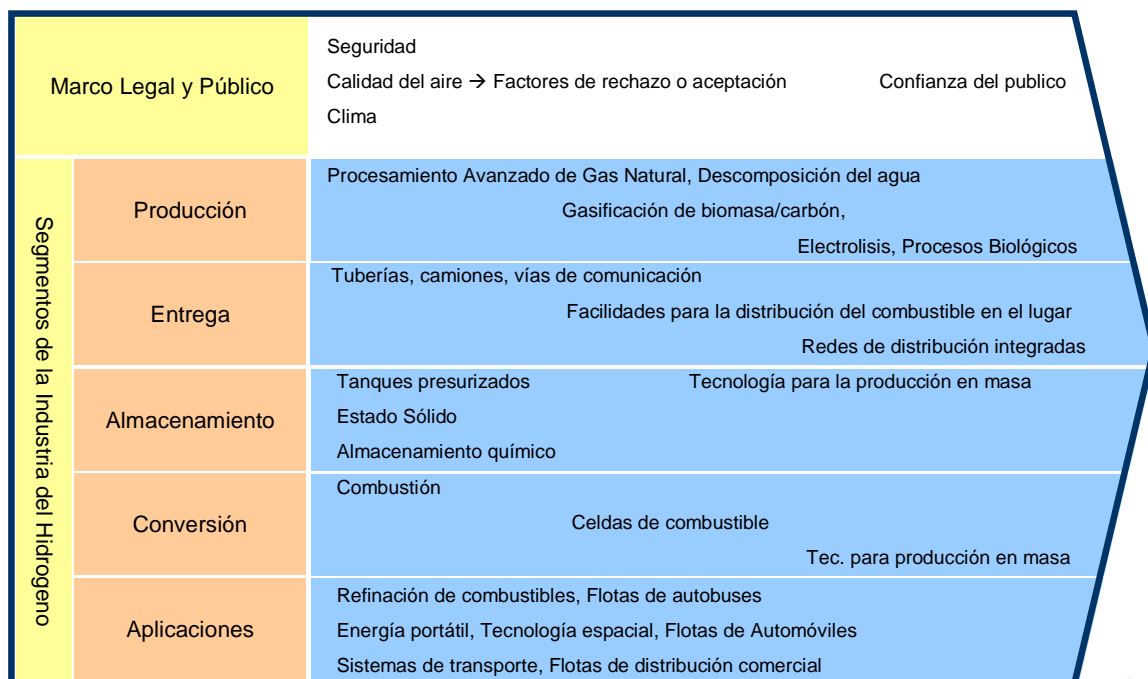 Marco Legal y Público
Seguridad
Calidad del aire → Factores de rechazo o aceptación Confianza del publico
Clima
Segmentos de la Industria del Hidrogeno
Producción
Procesamiento Avanzado de Gas Natural, Descomposición del agua
Gasificación de biomasa/carbón,
Electrolisis, Procesos Biológicos
Entrega
Tuberías, camiones, vías de comunicación
Facilidades para la distribución del combustible en el lugar
Redes de distribución integradas
Almacenamiento
Tanques presurizados Tecnología para la producción en masa
Estado Sólido
Almacenamiento químico
Conversión
Combustión
Celdas de combustible
Tec. para producción en masa
Aplicaciones
Refinación de combustibles, Flotas de autobuses
Energía portátil, Tecnología espacial, Flotas de Automóviles
Sistemas de transporte, Flotas de distribución comercial